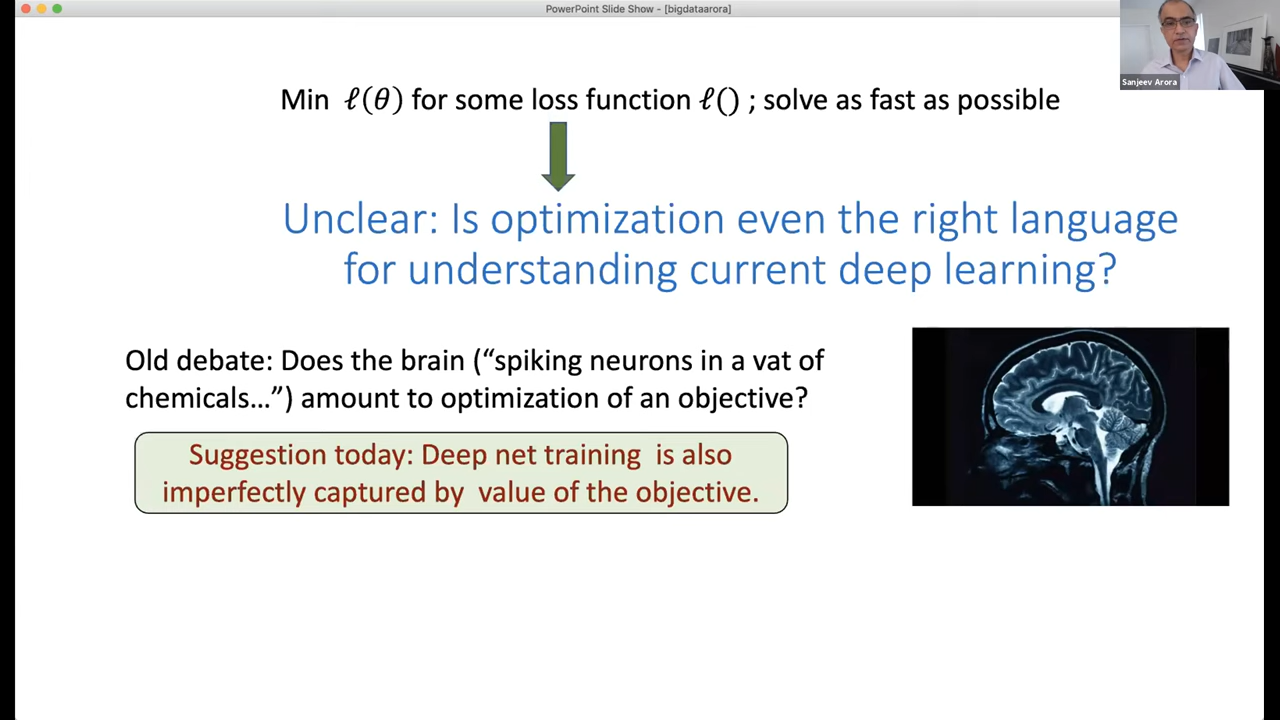 PowerPoint Slide Show - [bigdataarora]
Sanjeev Arora
Min ℓ(θ) for some loss function ℓ() ; solve as fast as possible
Unclear: Is optimization even the right language
for understanding current deep learning?
Old debate: Does the brain (“spiking neurons in a vat of
chemicals…”) amount to optimization of an objective?
Suggestion today: Deep net training is also
imperfectly captured by value of the objective.